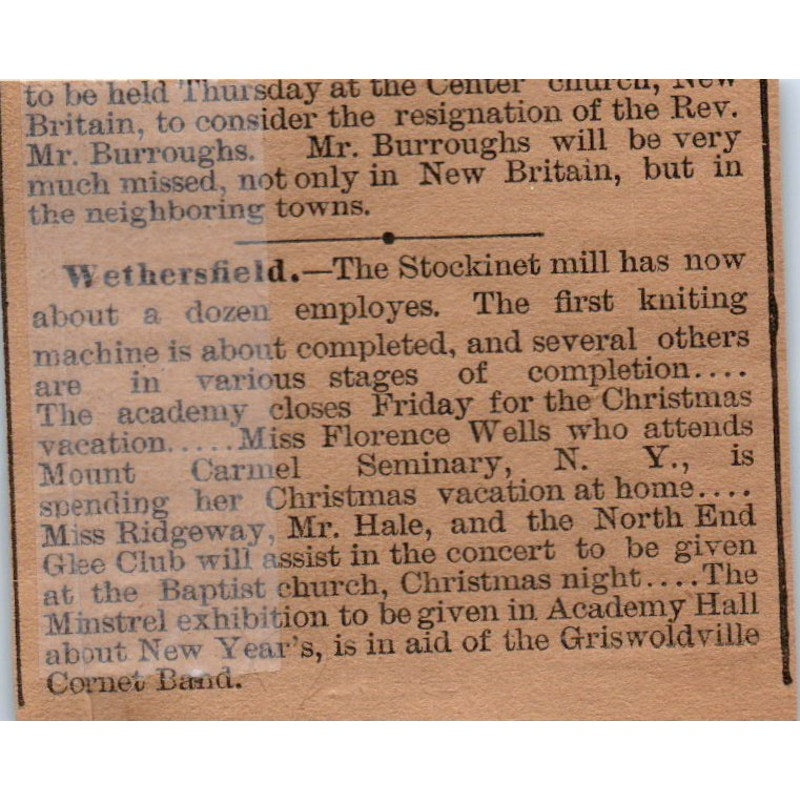 to be held Thursday at the Center church, New
Britain, to consider the resignation of the Rev.
Mr. Burroughs. Mr. Burroughs will be very
much missed, not only in New Britain, but in
the neighboring towns.
Wethersfield.—The Stockinet mill has now
about a dozen employes. The first kniting
machine is about completed, and several others
are in various stages of completion....
The academy closes Friday for the Christmas
vacation.....Miss Florence Wells who attends
Mount Carmel Seminary, N. Y., is
spending her Christmas vacation at home....
Miss Ridgeway, Mr. Hale, and the North End
Glee Club will assist in the concert to be given
at the Baptist church, Christmas night....The
Minstrel exhibition to be given in Academy Hall
about New Year's, is in aid of the Griswoldville
Cornet Band.